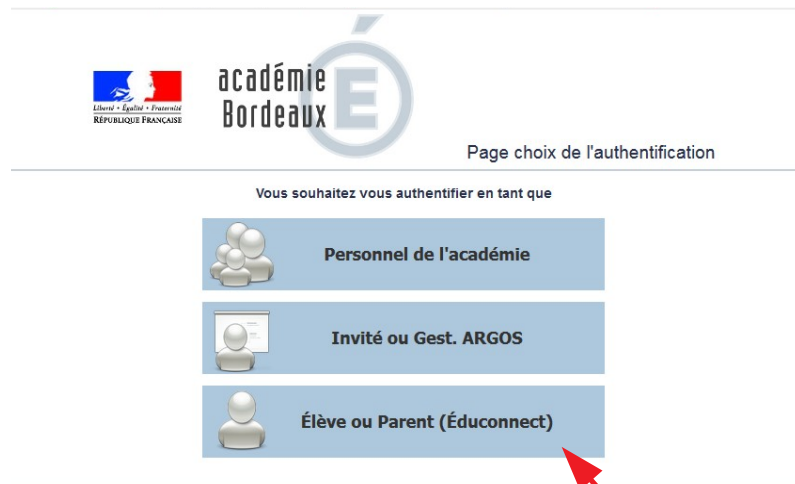 académie
Bordeaux
É
Liberté • Égalité • Fraternité
RÉPUBLIQUE FRANÇAISE
Page choix de l'authentification
Vous souhaitez vous authentifier en tant que
Personnel de l'académie
Invité ou Gest. ARGOS
Élève ou Parent (Éduconnect)